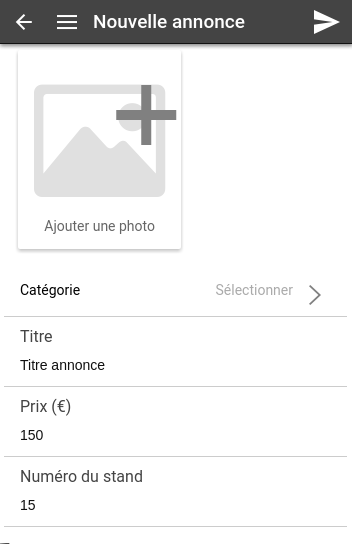 Nouvelle annonce
Ajouter une photo
Catégorie Sélectionner
Titre
Titre annonce
Prix (€)
150
Numéro du stand
15